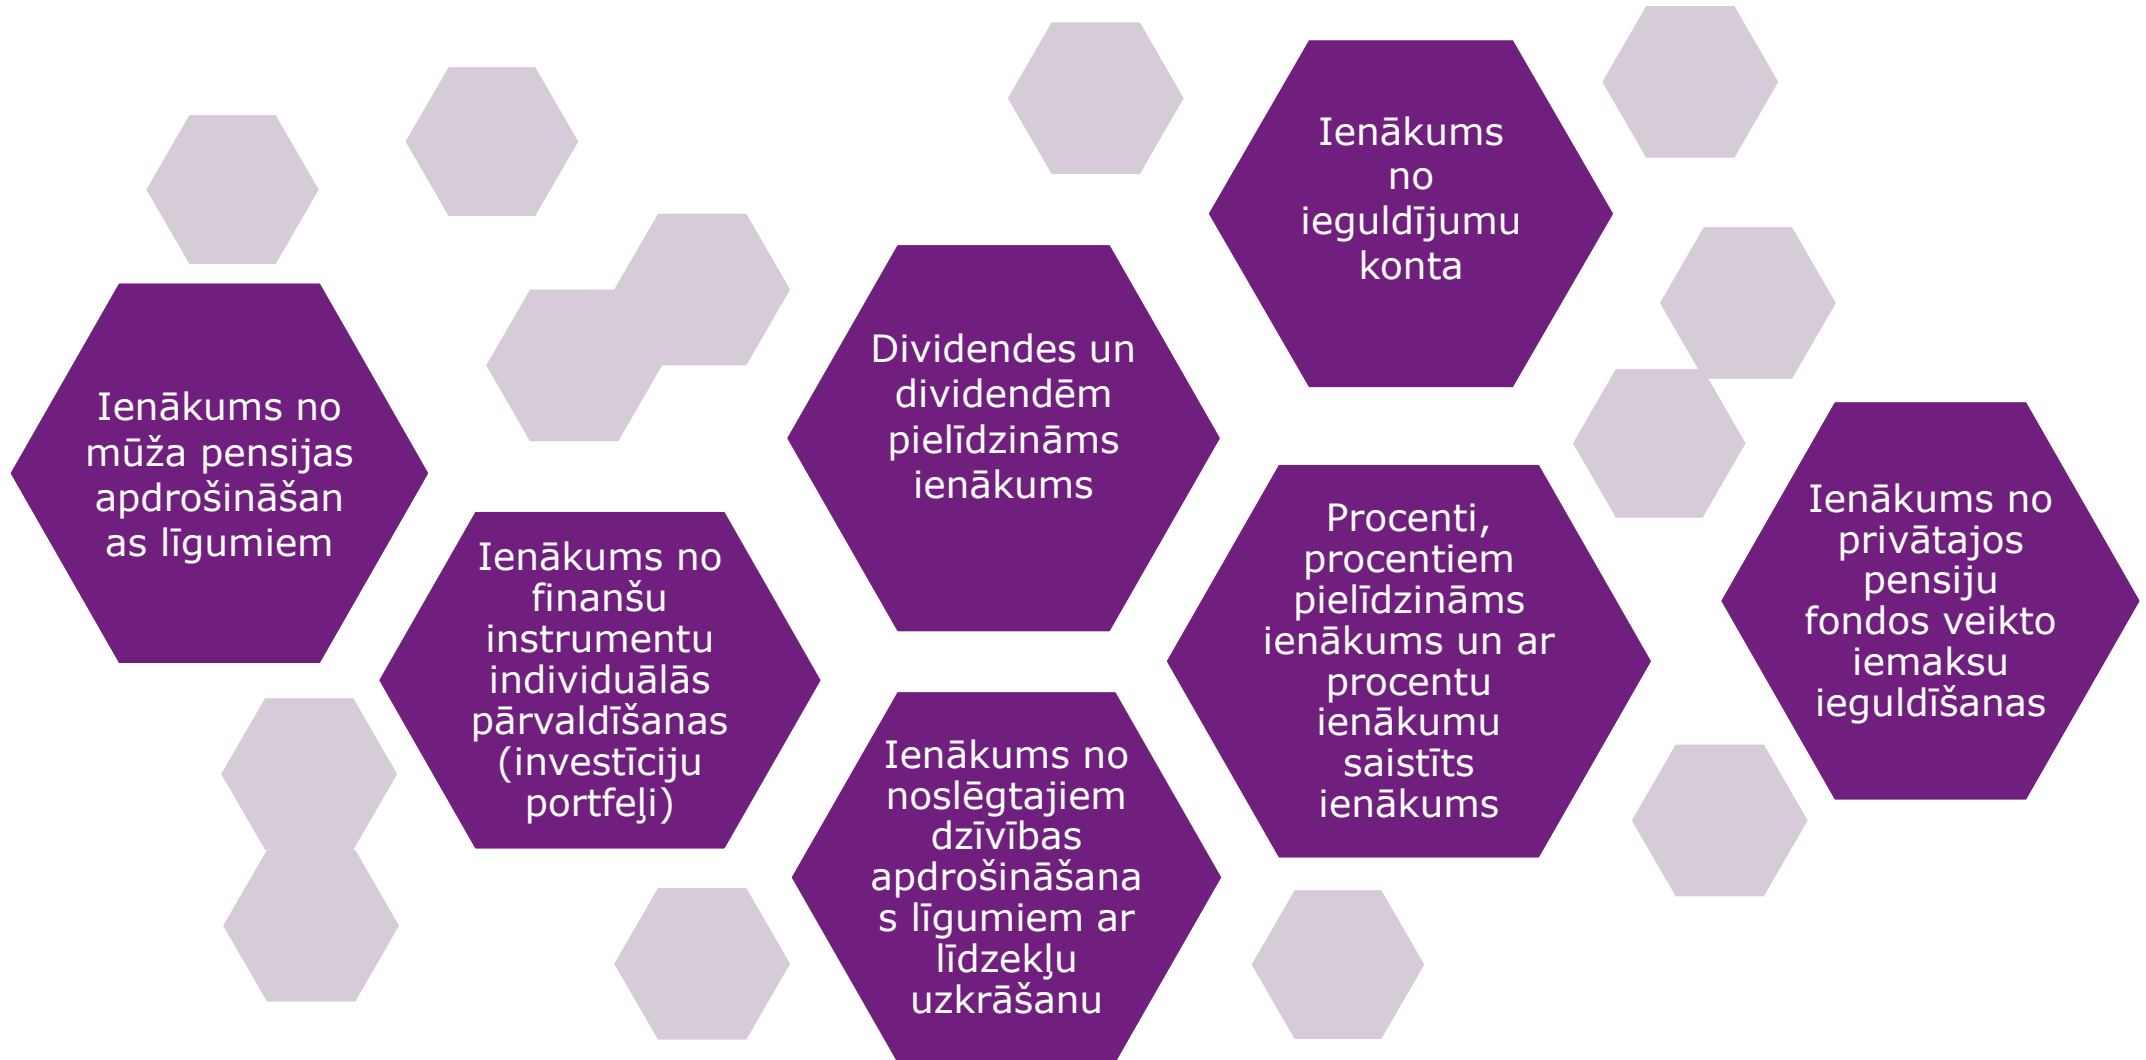 Ienākums no
mūža pensijas
apdrošināšan
as līgumiem
Ienākums no
finanšu
instrumentu
individuālās
pārvaldīšanas
(investīciju
portfeļi)
Dividendes un
dividendēm
pielīdzināms
ienākums
Ienākums no
noslēgtajiem
dzīvības
apdrošināšana
s līgumiem ar
līdzekļu
uzkrāšanu
Ienākums
no
ieguldījumu
konta
Procenti,
procentiem
pielīdzināms
ienākums un ar
procentu
ienākumu
saistīts
ienākums
Ienākums no
privātajos
pensiju
fondos veikto
iemaksu
ieguldīšanas